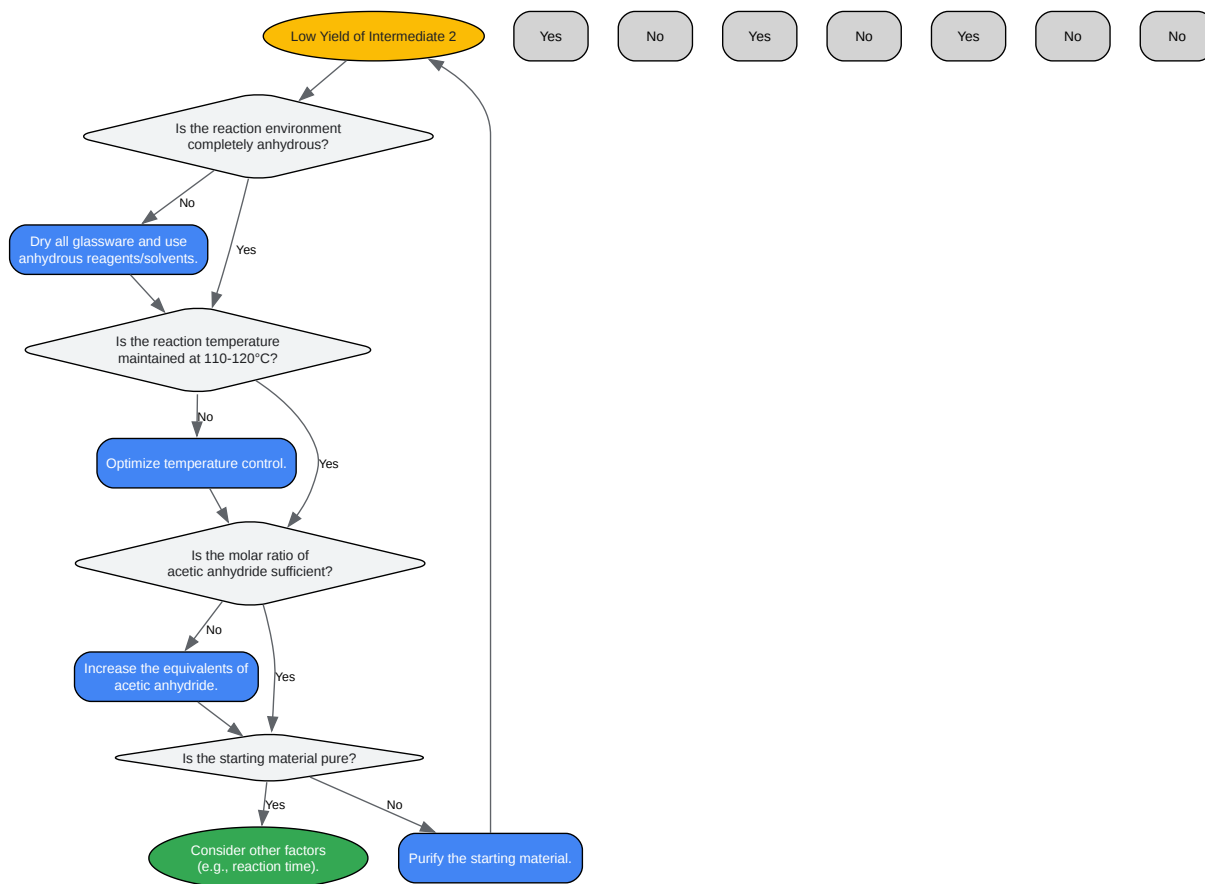 Low Yield of Intermediate 2
Yes
No
Yes
No
Yes
No
No
Is the reaction environment
completely anhydrous?
No
Yes
Dry all glassware and use
anhydrous reagents/solvents.
Is the reaction temperature
maintained at 110-120°C?
No
Yes
Optimize temperature control.
Is the molar ratio of
acetic anhydride sufficient?
No
Yes
Increase the equivalents of
acetic anhydride.
Is the starting material pure?
Yes
No
Consider other factors
(e.g., reaction time).
Purify the starting material.